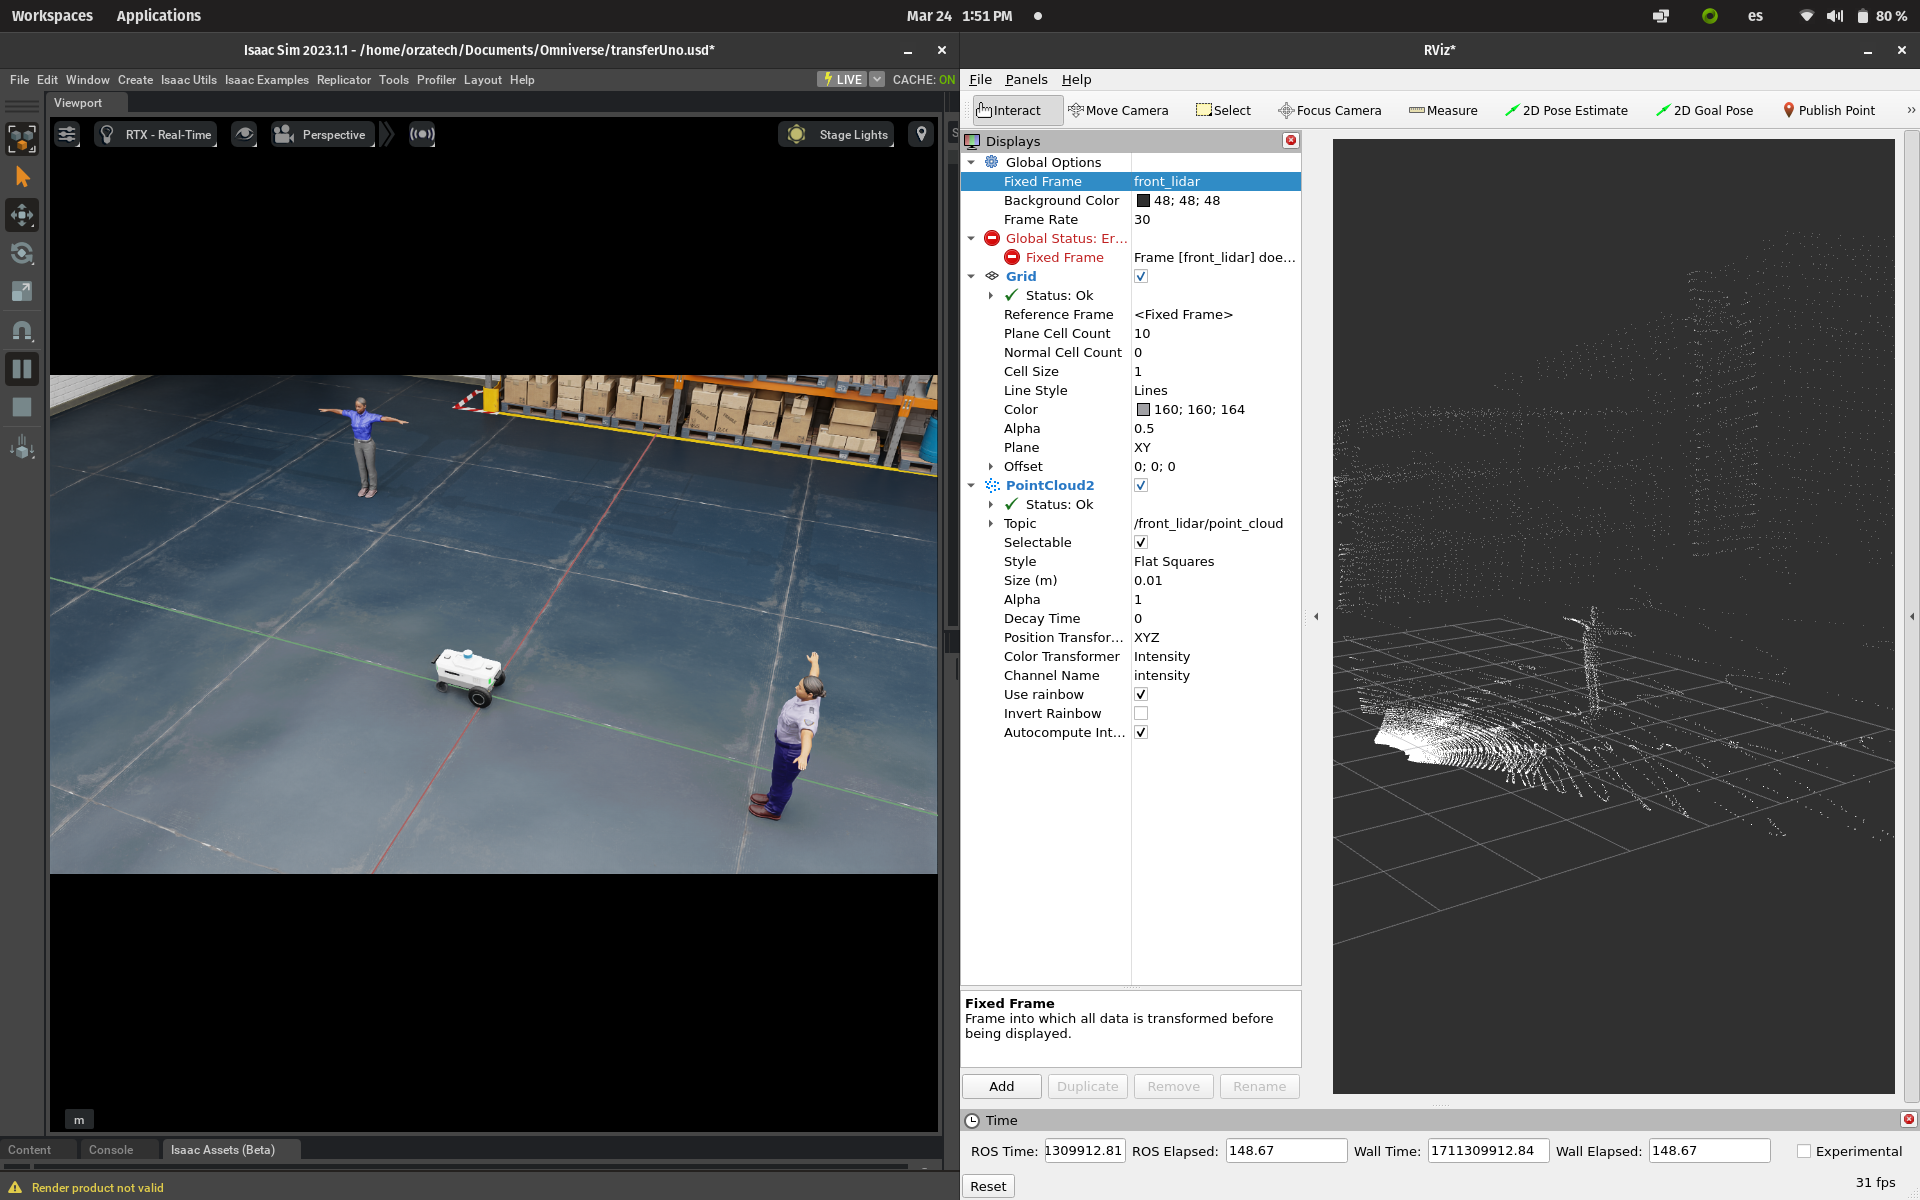 Workspaces Applications Mar 24 1:51 PM es 80 %
Isaac Sim 2023.1.1 - /home/orzatech/Documents/Omniverse/transferUno.usd*
File Edit Window Create Isaac Utils Isaac Examples Replicator Tools Profiler Layout Help LIVE CACHE: ON
Viewport
RTX - Real-Time Perspective Stage Lights
S
m
Content Console Isaac Assets (Beta)
Render product not valid
RViz*
File Panels Help
Interact Move Camera Select Focus Camera Measure 2D Pose Estimate 2D Goal Pose Publish Point »
Displays
Global Options
Fixed Frame front_lidar
Background Color 48; 48; 48
Frame Rate 30
Global Status: Er...
Fixed Frame Frame [front_lidar] doe...
Grid
Status: Ok
Reference Frame <Fixed Frame>
Plane Cell Count 10
Normal Cell Count 0
Cell Size 1
Line Style Lines
Color 160; 160; 164
Alpha 0.5
Plane XY
Offset 0; 0; 0
PointCloud2
Status: Ok
Topic /front_lidar/point_cloud
Selectable
Style Flat Squares
Size (m) 0.01
Alpha 1
Decay Time 0
Position Transfor... XYZ
Color Transformer Intensity
Channel Name intensity
Use rainbow
Invert Rainbow
Autocompute Int...
Fixed Frame
Frame into which all data is transformed before
being displayed.
Add Duplicate Remove Rename
Time
ROS Time: 1309912.81 ROS Elapsed: 148.67 Wall Time: 1711309912.84 Wall Elapsed: 148.67 Experimental
Reset 31 fps